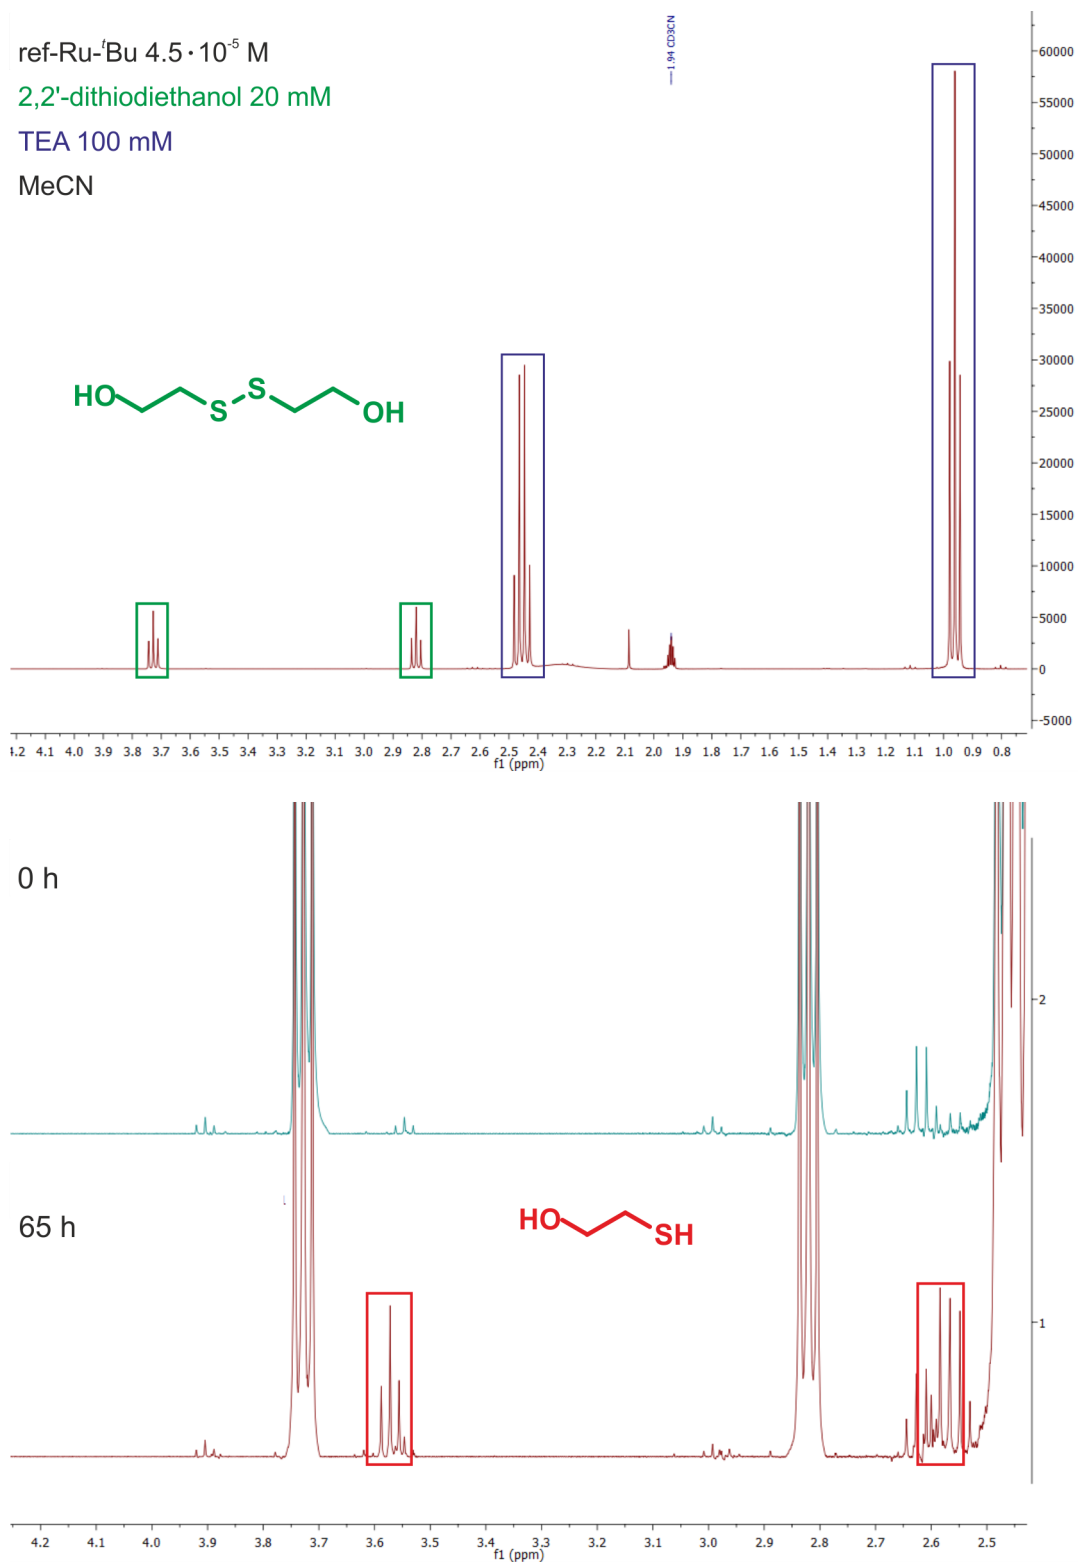 ref-Ru-ᵗBu 4.5·10⁻⁵ M
2,2'-dithiodiethanol 20 mM
TEA 100 mM
MeCN
—1.94 CD3CN
60000
55000
50000
45000
40000
35000
30000
25000
20000
15000
10000
5000
0
-5000
HO S S OH
4.2 4.1 4.0 3.9 3.8 3.7 3.6 3.5 3.4 3.3 3.2 3.1 3.0 2.9 2.8 2.7 2.6 2.5 2.4 2.3 2.2 2.1 2.0 1.9 1.8 1.7 1.6 1.5 1.4 1.3 1.2 1.1 1.0 0.9 0.8
f1 (ppm)
0 h
2
65 h
HO SH
1
4.2 4.1 4.0 3.9 3.8 3.7 3.6 3.5 3.4 3.3 3.2 3.1 3.0 2.9 2.8 2.7 2.6 2.5
f1 (ppm)